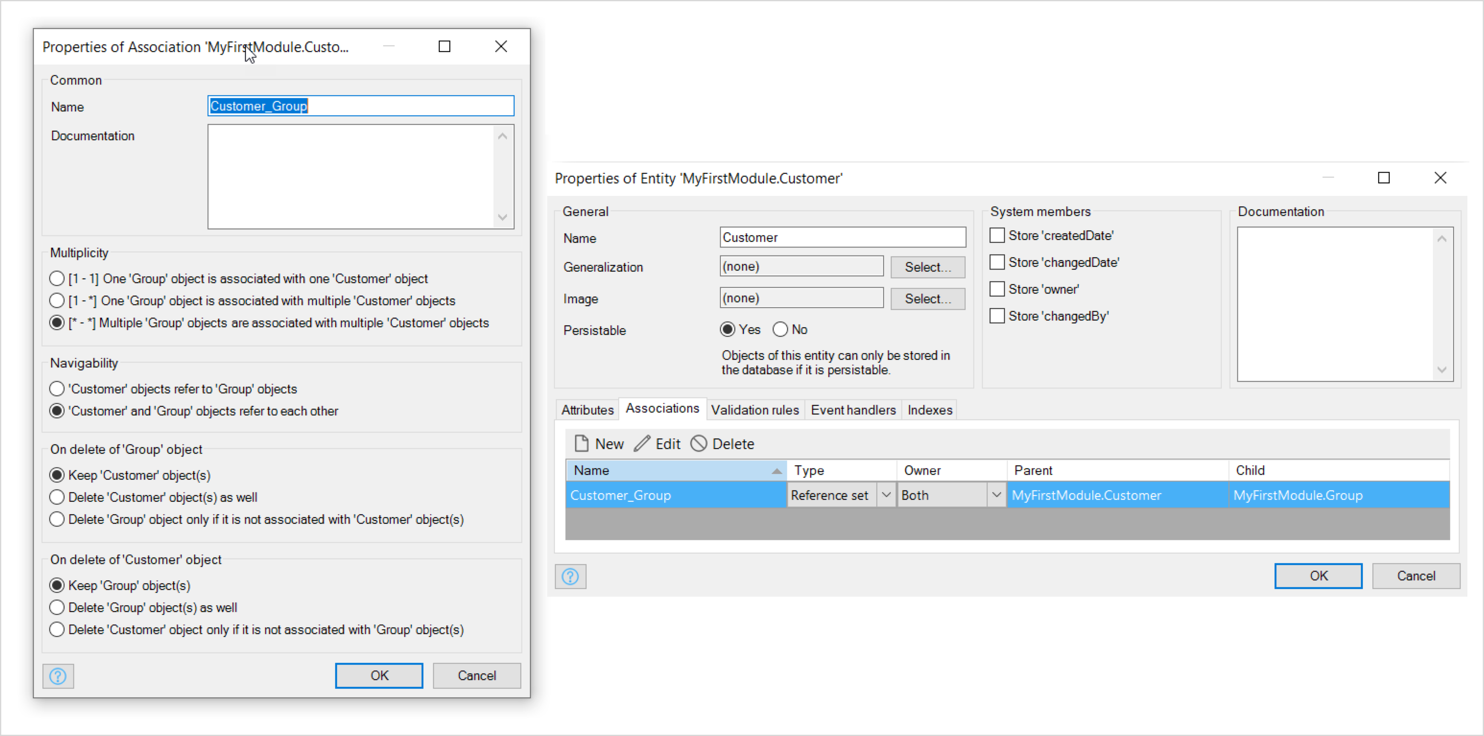 Properties of Association 'MyFirstModule.Custo...
Common
Name
Customer_Group
Documentation
Multiplicity
[1 - 1] One 'Group' object is associated with one 'Customer' object
[1 - *] One 'Group' object is associated with multiple 'Customer' objects
[* - *] Multiple 'Group' objects are associated with multiple 'Customer' objects
Navigability
'Customer' objects refer to 'Group' objects
'Customer' and 'Group' objects refer to each other
On delete of 'Group' object
Keep 'Customer' object(s)
Delete 'Customer' object(s) as well
Delete 'Group' object only if it is not associated with 'Customer' object(s)
On delete of 'Customer' object
Keep 'Group' object(s)
Delete 'Group' object(s) as well
Delete 'Customer' object only if it is not associated with 'Group' object(s)
? OK Cancel
Properties of Entity 'MyFirstModule.Customer'
General
Name Customer
Generalization (none) Select...
Image (none) Select...
Persistable Yes No
Objects of this entity can only be stored in
the database if it is persistable.
System members
Store 'createdDate'
Store 'changedDate'
Store 'owner'
Store 'changedBy'
Documentation
Attributes Associations Validation rules Event handlers Indexes
New Edit Delete
Name Type Owner Parent Child
Customer_Group Reference set Both MyFirstModule.Customer MyFirstModule.Group
? OK Cancel